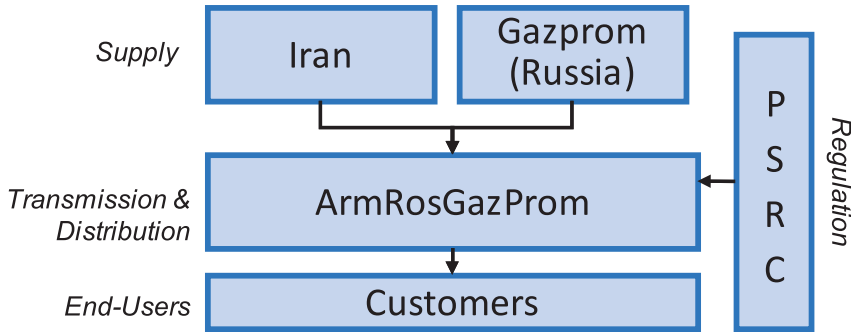 Supply
Iran
Gazprom
(Russia)
Transmission &
Distribution
ArmRosGazProm
End-Users
Customers
P
S
R
C
Regulation